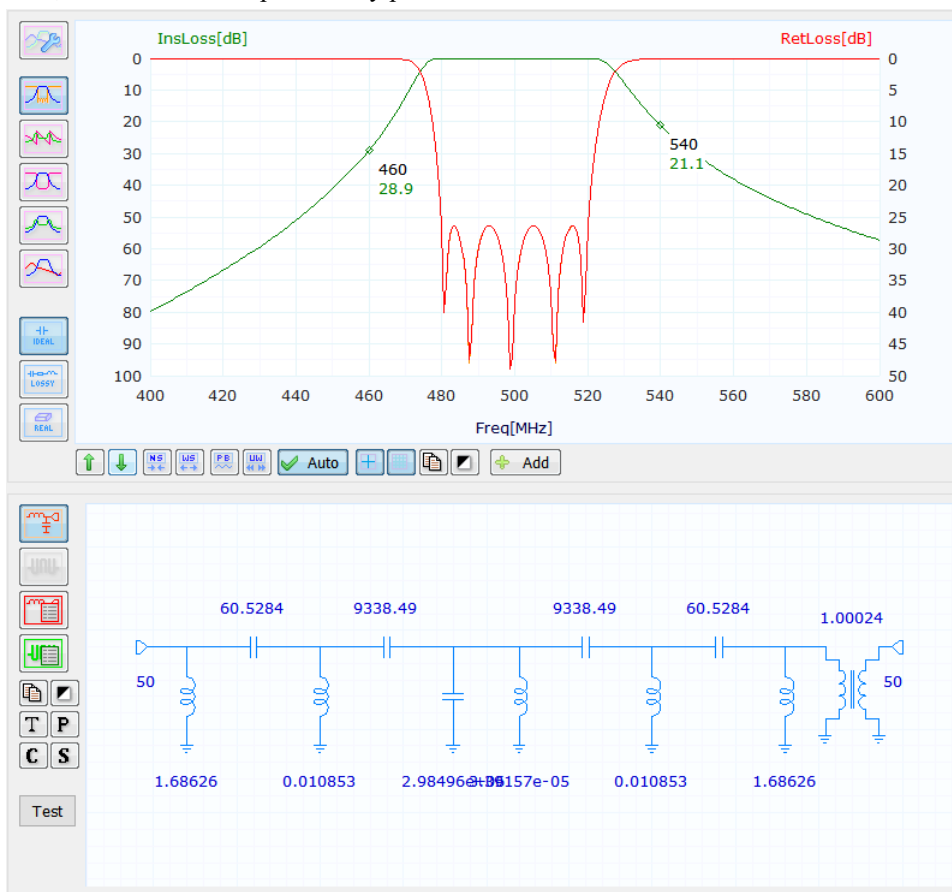 InsLoss[dB] RetLoss[dB]
0 0
10 5
20 10
30 15
40 20
50 25
60 30
70 35
80 40
90 45
100 50
460
28.9
540
21.1
400 420 440 460 480 500 520 540 560 580 600
Freq[MHz]
IDEAL
LOSSY
REAL
NS WS PB UW Auto Add
60.5284 9338.49 9338.49 60.5284 1.00024
50 50
1.68626 0.010853 0.010853 1.68626
T P
C S
Test